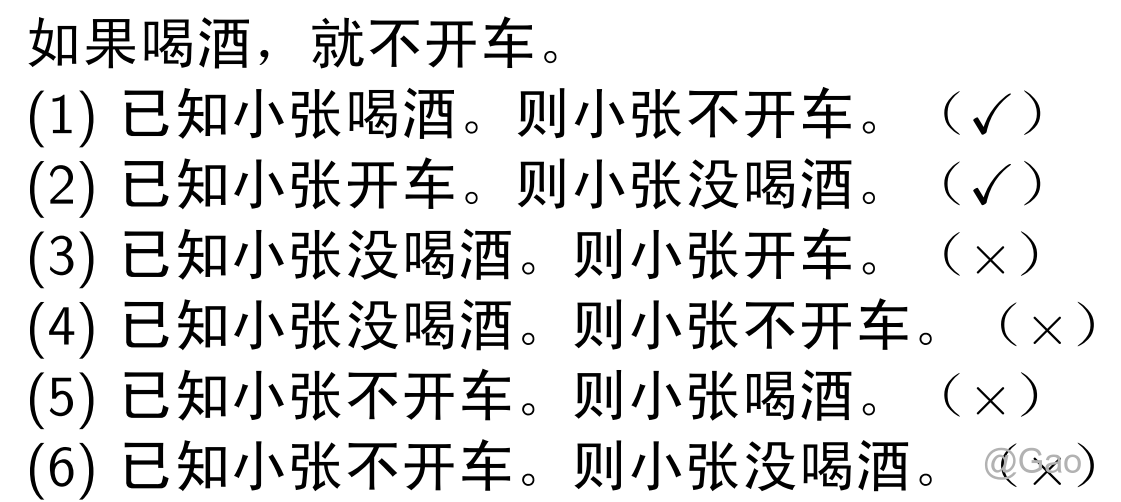 如果喝酒，就不开车。
(1) 已知小张喝酒。则小张不开车。（✓）
(2) 已知小张开车。则小张没喝酒。（✓）
(3) 已知小张没喝酒。则小张开车。（×）
(4) 已知小张没喝酒。则小张不开车。（×）
(5) 已知小张不开车。则小张喝酒。（×）
(6) 已知小张不开车。则小张没喝酒。（×）
@Gao